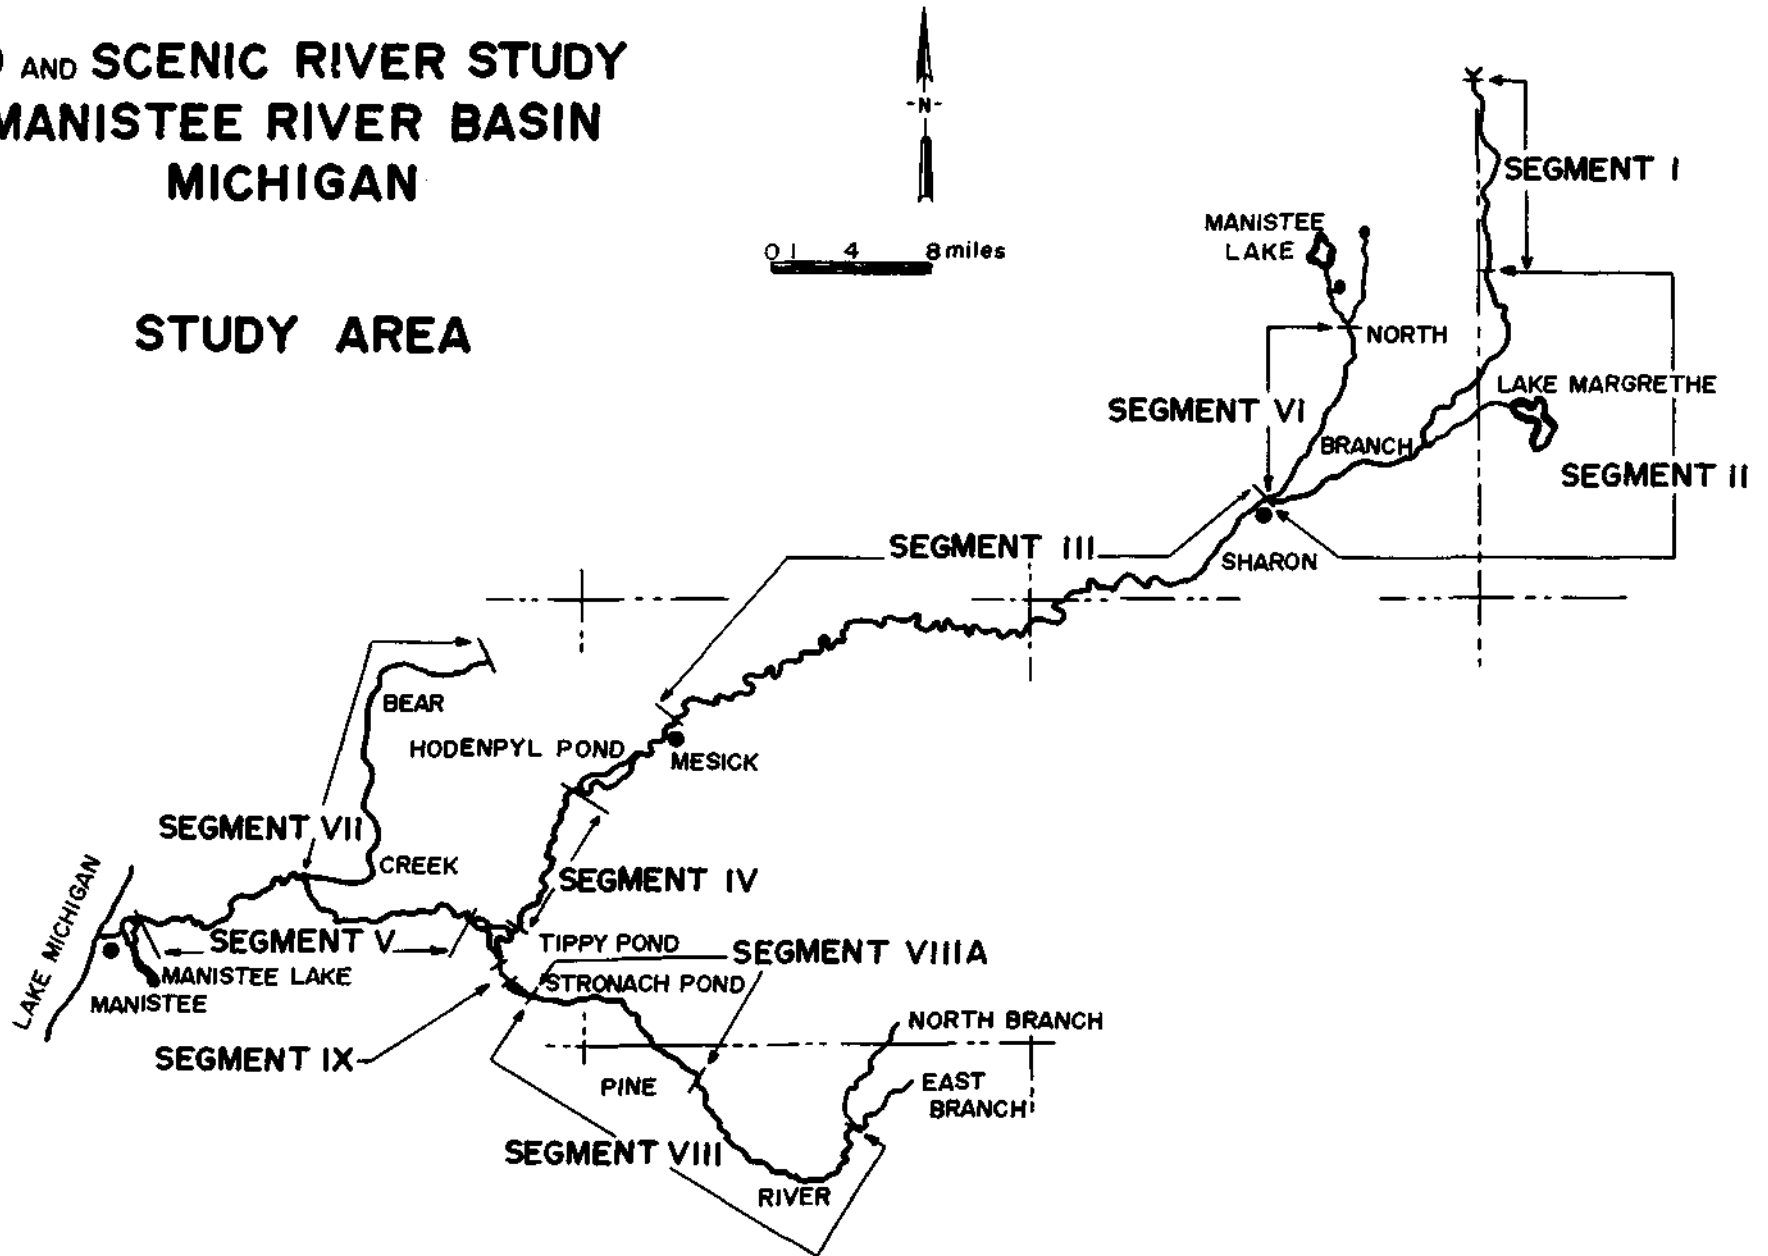 AND SCENIC RIVER STUDY
MANISTEE RIVER BASIN
MICHIGAN
STUDY AREA
-N-
0 1 4 8 miles
SEGMENT I
MANISTEE
LAKE
NORTH
LAKE MARGRETHE
SEGMENT VI
BRANCH
SEGMENT II
SEGMENT III
SHARON
BEAR
HODENPYL POND
MESICK
SEGMENT VII
CREEK
SEGMENT IV
LAKE MICHIGAN
SEGMENT V
TIPPY POND
SEGMENT VIIIA
MANISTEE LAKE
STRONACH POND
MANISTEE
NORTH BRANCH
SEGMENT IX
PINE
EAST
BRANCH
SEGMENT VIII
RIVER